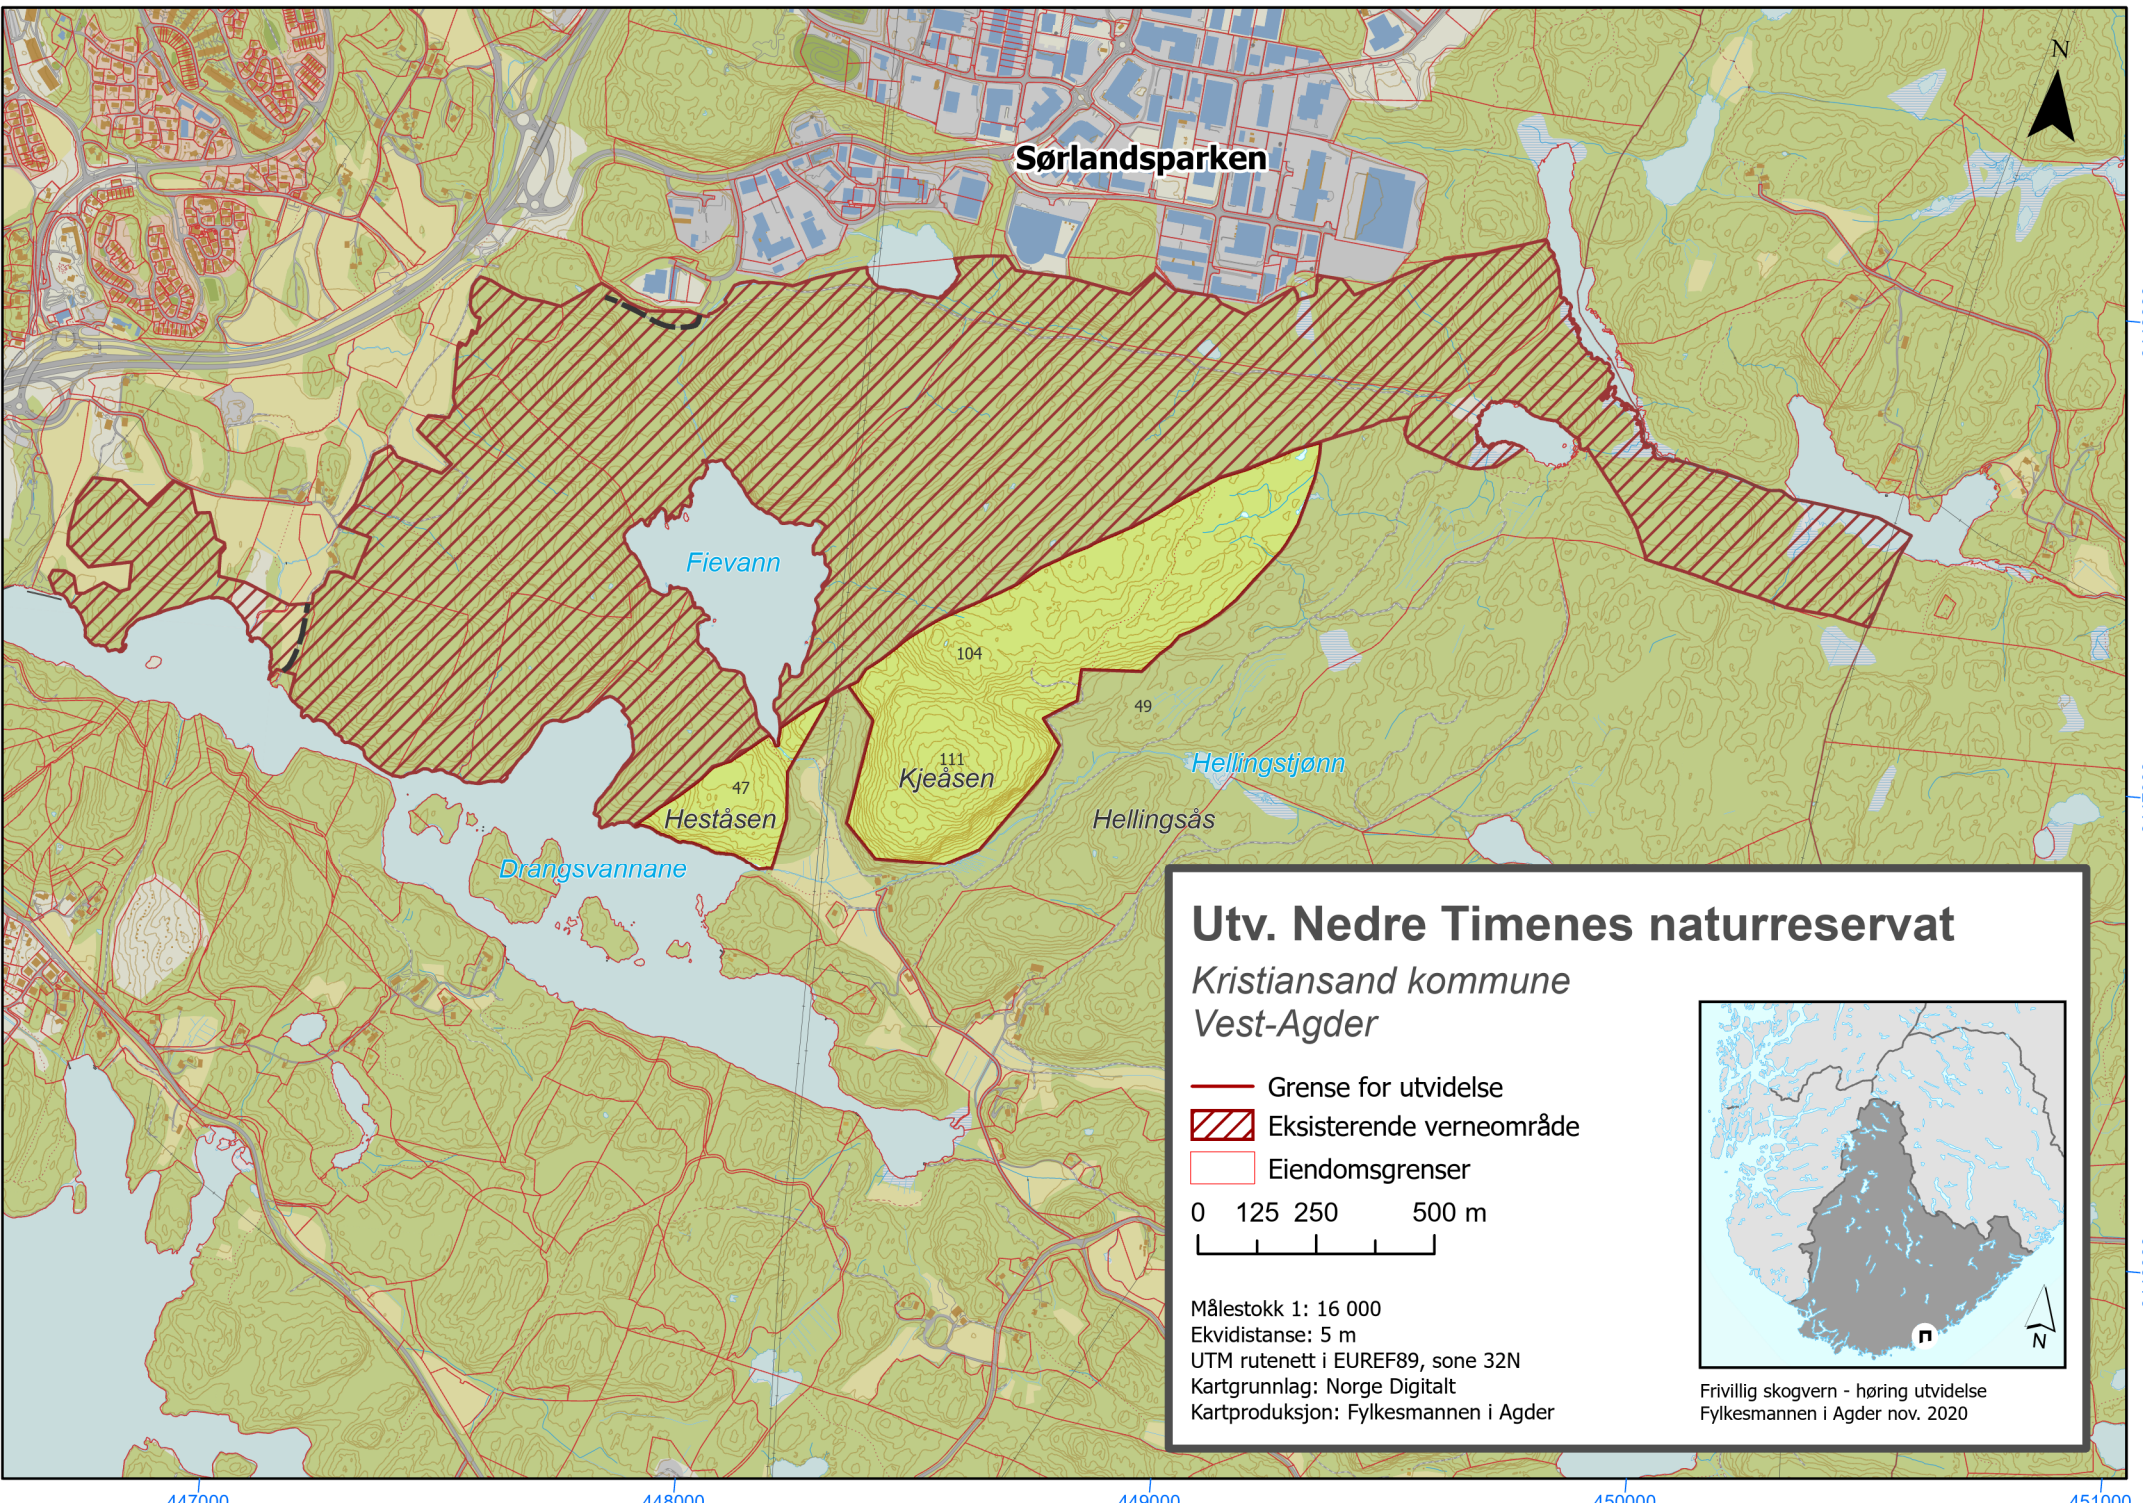 N
Sørlandsparken
Fievann
104
49
111
Kjeåsen
Hellingstjønn
47
Heståsen
Hellingsås
Drangsvannane
Utv. Nedre Timenes naturreservat
Kristiansand kommune
Vest-Agder
Grense for utvidelse
Eksisterende verneområde
Eiendomsgrenser
0 125 250 500 m
Målestokk 1: 16 000
Ekvidistanse: 5 m
UTM rutenett i EUREF89, sone 32N
Kartgrunnlag: Norge Digitalt
Kartproduksjon: Fylkesmannen i Agder
N
Frivillig skogvern - høring utvidelse
Fylkesmannen i Agder nov. 2020
447000 448000 449000 450000 451000